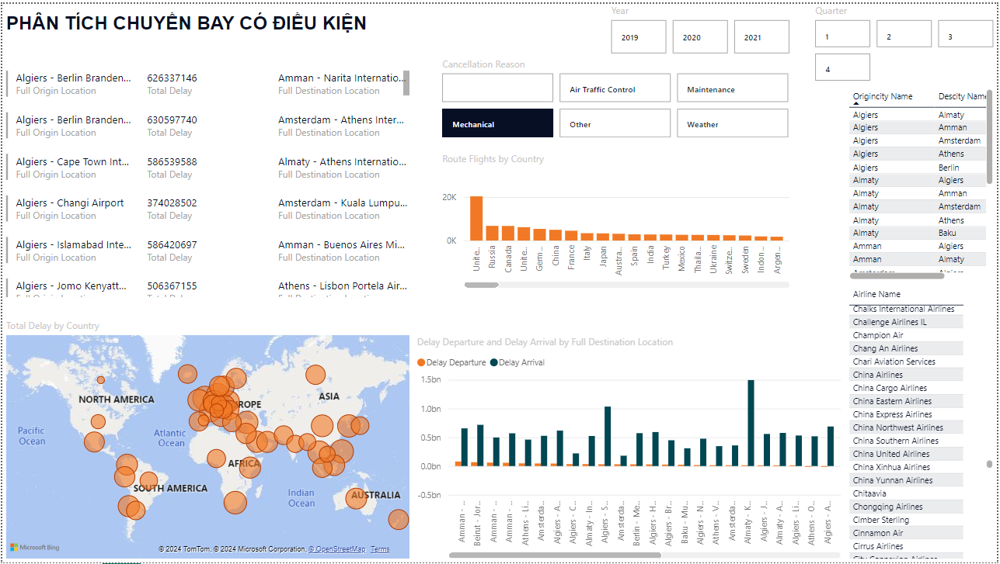 PHÂN TÍCH CHUYẾN BAY CÓ ĐIỀU KIỆN
Year
2019
2020
2021
Quarter
1
2
3
4
Cancellation Reason
Air Traffic Control
Maintenance
Mechanical
Other
Weather
Algiers - Berlin Branden... 626337146 Amman - Narita Internatio...
Full Origin Location Total Delay Full Destination Location
Algiers - Berlin Branden... 630597740 Amsterdam - Athens Inter...
Full Origin Location Total Delay Full Destination Location
Algiers - Cape Town Int... 586539588 Almaty - Athens Internatio...
Full Origin Location Total Delay Full Destination Location
Algiers - Changi Airport 374028502 Amsterdam - Kuala Lumpu...
Full Origin Location Total Delay Full Destination Location
Algiers - Islamabad Inte... 586420697 Amman - Buenos Aires Mi...
Full Origin Location Total Delay Full Destination Location
Algiers - Jomo Kenyatt... 506367155 Athens - Lisbon Portela Air...
Full Origin Location Total Delay Full Destination Location
Route Flights by Country
20K
0K
Unite...
Russia
Canada
Unite...
Germ...
China
France
Italy
Japan
Austra...
Spain
India
Turkey
Mexico
Thaila...
Ukraine
Switze...
Sweden
Indon...
Argen...
Origincity Name Descity Name
Algiers Almaty
Algiers Amman
Algiers Amsterdam
Algiers Athens
Algiers Berlin
Almaty Algiers
Almaty Amman
Almaty Amsterdam
Almaty Athens
Almaty Baku
Amman Algiers
Amman Almaty
Amsterdam Algiers
Airline Name
Chalks International Airlines
Challenge Airlines IL
Champion Air
Chang An Airlines
Chari Aviation Services
China Airlines
China Cargo Airlines
China Eastern Airlines
China Express Airlines
China Northwest Airlines
China Southern Airlines
China United Airlines
China Xinhua Airlines
China Yunnan Airlines
Chitaavia
Chongqing Airlines
Cimber Sterling
Cinnamon Air
Cirrus Airlines
Total Delay by Country
NORTH AMERICA
ROPE
ASIA
Pacific
Ocean
Atlantic
Ocean
AFRICA
SOUTH AMERICA
Indian
Ocean
AUSTRALIA
Microsoft Bing
© 2024 TomTom, © 2024 Microsoft Corporation, © OpenStreetMap Terms
Delay Departure and Delay Arrival by Full Destination Location
Delay Departure Delay Arrival
1.5bn
1.0bn
0.5bn
0.0bn
-0.5bn
Amman - ...
Beirut - Jor...
Amman - ...
Amman - ...
Athens - Li...
Amsterda...
Algiers - A...
Algiers - C...
Almaty - In...
Algiers - S...
Amsterda...
Berlin - Me...
Algiers - H...
Algiers - Br...
Baku - Mu...
Algiers - N...
Athens - V...
Amsterda...
Almaty - K...
Algiers - J...
Almaty - A...
Algiers - Li...
Athens - O...
Algiers - A...